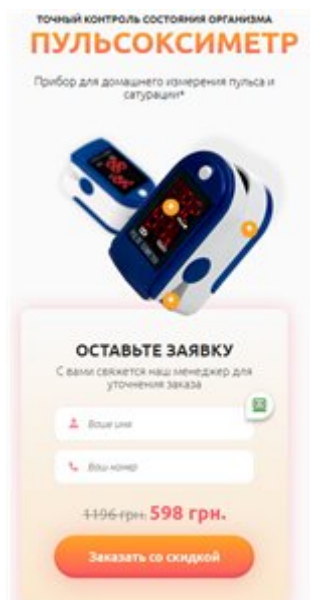 ТОЧНЫЙ КОНТРОЛЬ СОСТОЯНИЯ ОРГАНИЗМА
ПУЛЬСОКСИМЕТР
Прибор для домашнего измерения пульса и
сатурации*
ОСТАВЬТЕ ЗАЯВКУ
С вами свяжется наш менеджер для
уточнения заказа
Ваше имя
Ваш номер
1196 грн. 598 грн.
Заказать со скидкой